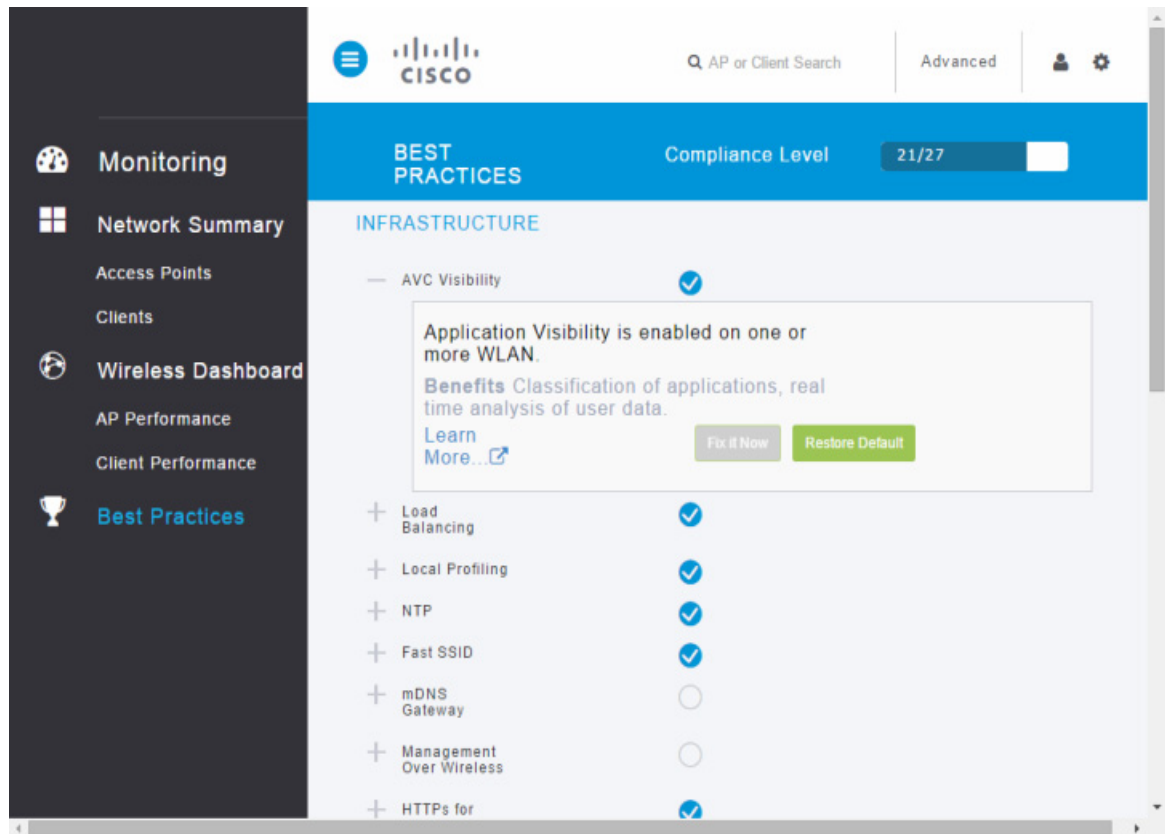 CISCO
AP or Client Search
Advanced
Monitoring
Network Summary
Access Points
Clients
Wireless Dashboard
AP Performance
Client Performance
Best Practices
BEST
PRACTICES
Compliance Level
21/27
INFRASTRUCTURE
AVC Visibility
Application Visibility is enabled on one or
more WLAN.
Benefits Classification of applications, real
time analysis of user data.
Learn
More...
Fix it Now
Restore Default
Load
Balancing
Local Profiling
NTP
Fast SSID
mDNS
Gateway
Management
Over Wireless
HTTPs for